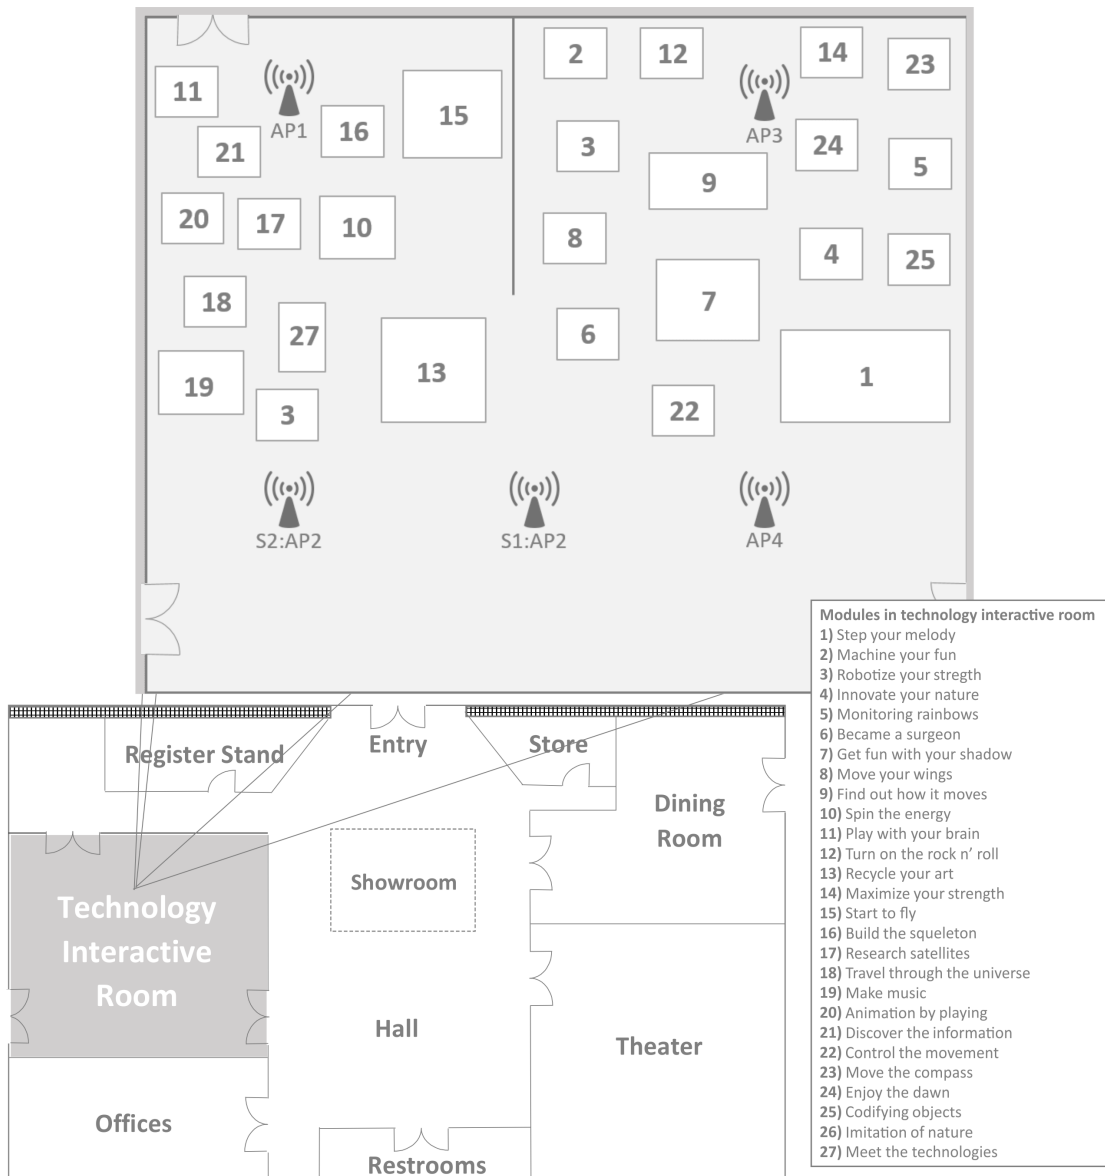 2
12
14
23
11
AP1
15
16
AP3
21
3
24
5
9
20
17
10
8
4
25
18
27
7
6
19
13
1
3
22
S2:AP2
S1:AP2
AP4
Modules in technology interactive room
1) Step your melody
2) Machine your fun
3) Robotize your stregth
4) Innovate your nature
5) Monitoring rainbows
6) Became a surgeon
7) Get fun with your shadow
8) Move your wings
9) Find out how it moves
10) Spin the energy
11) Play with your brain
12) Turn on the rock n’ roll
13) Recycle your art
14) Maximize your strength
15) Start to fly
16) Build the squeleton
17) Research satellites
18) Travel through the universe
19) Make music
20) Animation by playing
21) Discover the information
22) Control the movement
23) Move the compass
24) Enjoy the dawn
25) Codifying objects
26) Imitation of nature
27) Meet the technologies
Register Stand
Entry
Store
Dining
Room
Showroom
Technology
Interactive
Room
Hall
Theater
Offices
Restrooms